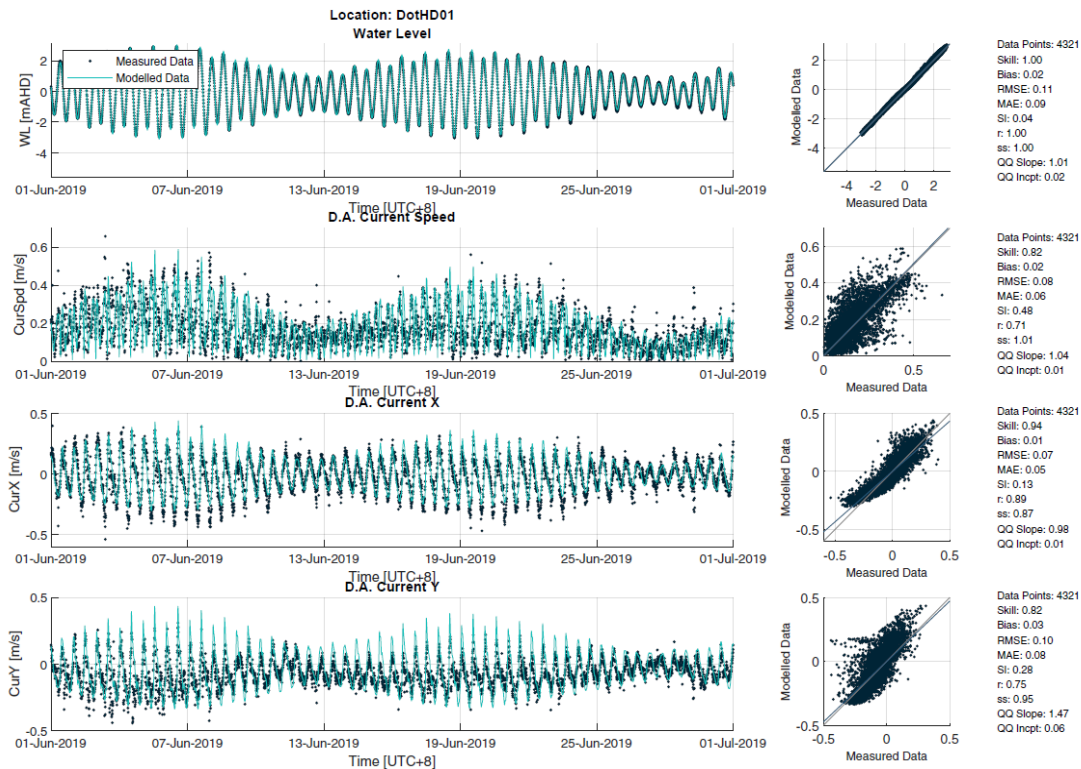 Location: DotHD01
Water Level
Measured Data
Modelled Data
WL [mAHD]
2
0
-2
-4
01-Jun-2019 07-Jun-2019 13-Jun-2019 19-Jun-2019 25-Jun-2019 01-Jul-2019
Time [UTC+8]
Modelled Data
2
0
-2
-4
-4 -2 0 2
Measured Data
Data Points: 4321
Skill: 1.00
Bias: 0.02
RMSE: 0.11
MAE: 0.09
SI: 0.04
r: 1.00
ss: 1.00
QQ Slope: 1.01
QQ Incpt: 0.02
D.A. Current Speed
CurSpd [m/s]
0.6
0.4
0.2
0
01-Jun-2019 07-Jun-2019 13-Jun-2019 19-Jun-2019 25-Jun-2019 01-Jul-2019
Time [UTC+8]
Modelled Data
0.6
0.4
0.2
0
0 0.5
Measured Data
Data Points: 4321
Skill: 0.82
Bias: 0.02
RMSE: 0.08
MAE: 0.06
SI: 0.48
r: 0.71
ss: 1.01
QQ Slope: 1.04
QQ Incpt: 0.01
D.A. Current X
CurX [m/s]
0.5
0
-0.5
01-Jun-2019 07-Jun-2019 13-Jun-2019 19-Jun-2019 25-Jun-2019 01-Jul-2019
Time [UTC+8]
Modelled Data
0.5
0
-0.5
-0.5 0 0.5
Measured Data
Data Points: 4321
Skill: 0.94
Bias: 0.01
RMSE: 0.07
MAE: 0.05
SI: 0.13
r: 0.89
ss: 0.87
QQ Slope: 0.98
QQ Incpt: 0.01
D.A. Current Y
CurY [m/s]
0.5
0
-0.5
01-Jun-2019 07-Jun-2019 13-Jun-2019 19-Jun-2019 25-Jun-2019 01-Jul-2019
Time [UTC+8]
Modelled Data
0.5
0
-0.5
-0.5 0 0.5
Measured Data
Data Points: 4321
Skill: 0.82
Bias: 0.03
RMSE: 0.10
MAE: 0.08
SI: 0.28
r: 0.75
ss: 0.95
QQ Slope: 1.47
QQ Incpt: 0.06